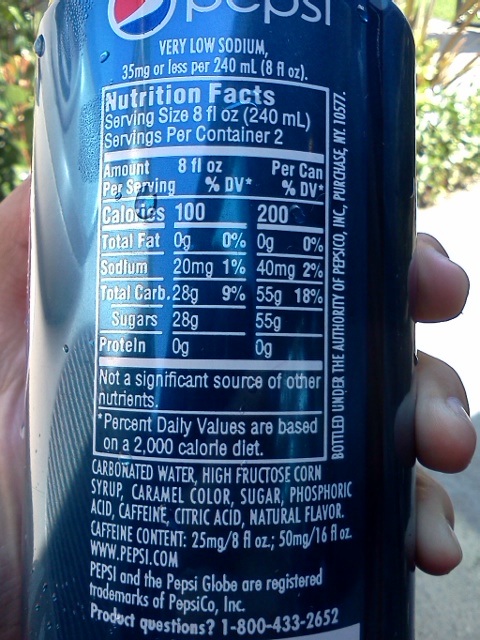 pepsi
VERY LOW SODIUM,
35mg or less per 240 mL (8 fl oz).
Nutrition Facts
Serving Size 8 fl oz (240 mL)
Servings Per Container 2
Amount 8 fl oz Per Can
Per Serving % DV* % DV*
Calories 100 200
Total Fat 0g 0% 0g 0%
Sodium 20mg 1% 40mg 2%
Total Carb. 28g 9% 55g 18%
Sugars 28g 55g
Protein 0g 0g
Not a significant source of other
nutrients.
*Percent Daily Values are based
on a 2,000 calorie diet.
BOTTLED UNDER THE AUTHORITY OF PEPSICO, INC., PURCHASE, NY. 10577.
CARBONATED WATER, HIGH FRUCTOSE CORN
SYRUP, CARAMEL COLOR, SUGAR, PHOSPHORIC
ACID, CAFFEINE, CITRIC ACID, NATURAL FLAVOR.
CAFFEINE CONTENT: 25mg/8 fl oz.; 50mg/16 fl oz.
WWW.PEPSI.COM
PEPSI and the Pepsi Globe are registered
trademarks of PepsiCo, Inc.
Product questions? 1-800-433-2652